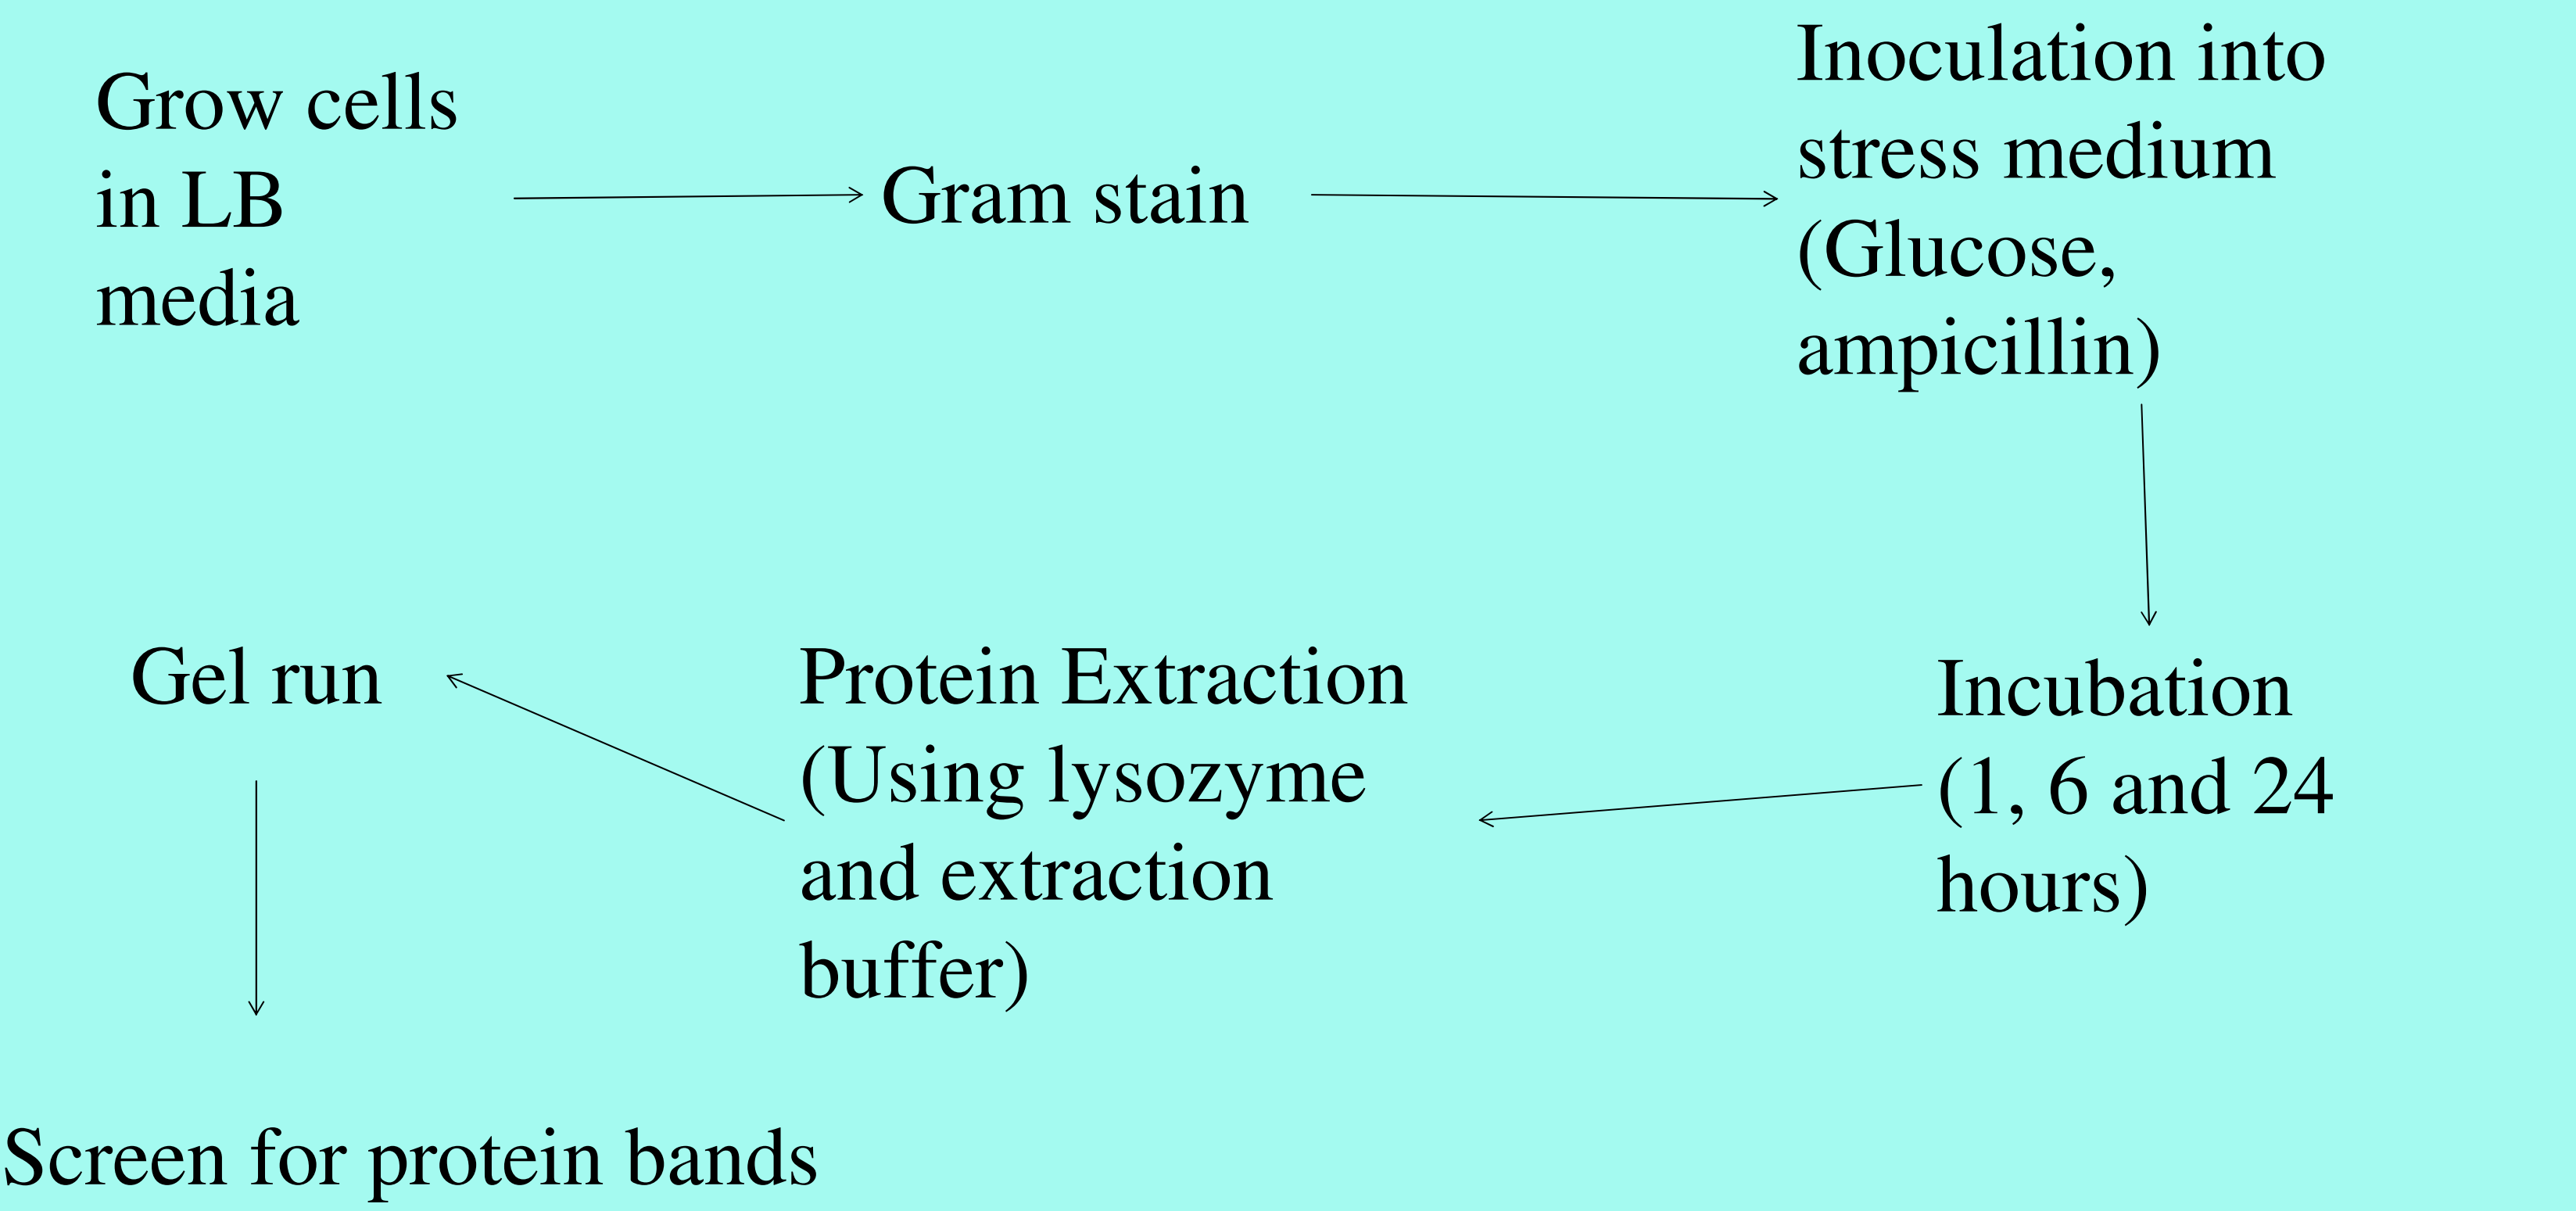 Grow cells
in LB
media
Gram stain
Inoculation into
stress medium
(Glucose,
ampicillin)
Incubation
(1, 6 and 24
hours)
Protein Extraction
(Using lysozyme
and extraction
buffer)
Gel run
Screen for protein bands